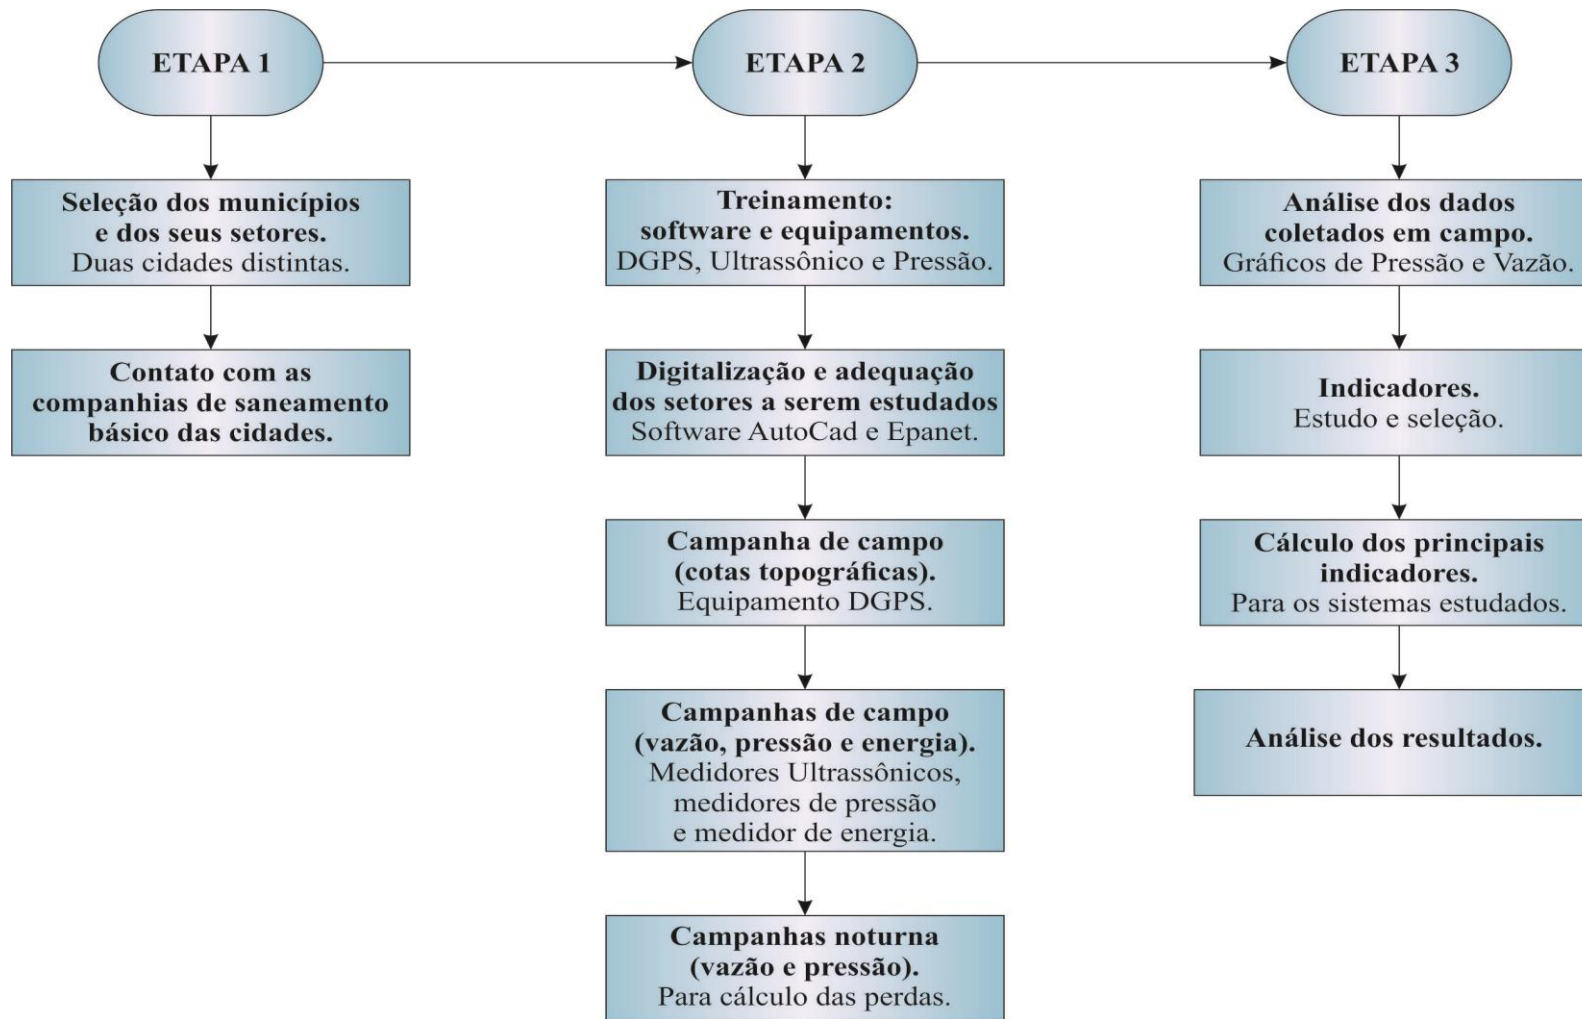 ETAPA 1
Seleção dos municípios
e dos seus setores.
Duas cidades distintas.
Contato com as
companhias de saneamento
básico das cidades.
ETAPA 2
Treinamento:
software e equipamentos.
DGPS, Ultrassônico e Pressão.
Digitalização e adequação
dos setores a serem estudados
Software AutoCad e Epanet.
Campanha de campo
(cotas topográficas).
Equipamento DGPS.
Campanhas de campo
(vazão, pressão e energia).
Medidores Ultrassônicos,
medidores de pressão
e medidor de energia.
Campanhas noturna
(vazão e pressão).
Para cálculo das perdas.
ETAPA 3
Análise dos dados
coletados em campo.
Gráficos de Pressão e Vazão.
Indicadores.
Estudo e seleção.
Cálculo dos principais
indicadores.
Para os sistemas estudados.
Análise dos resultados.